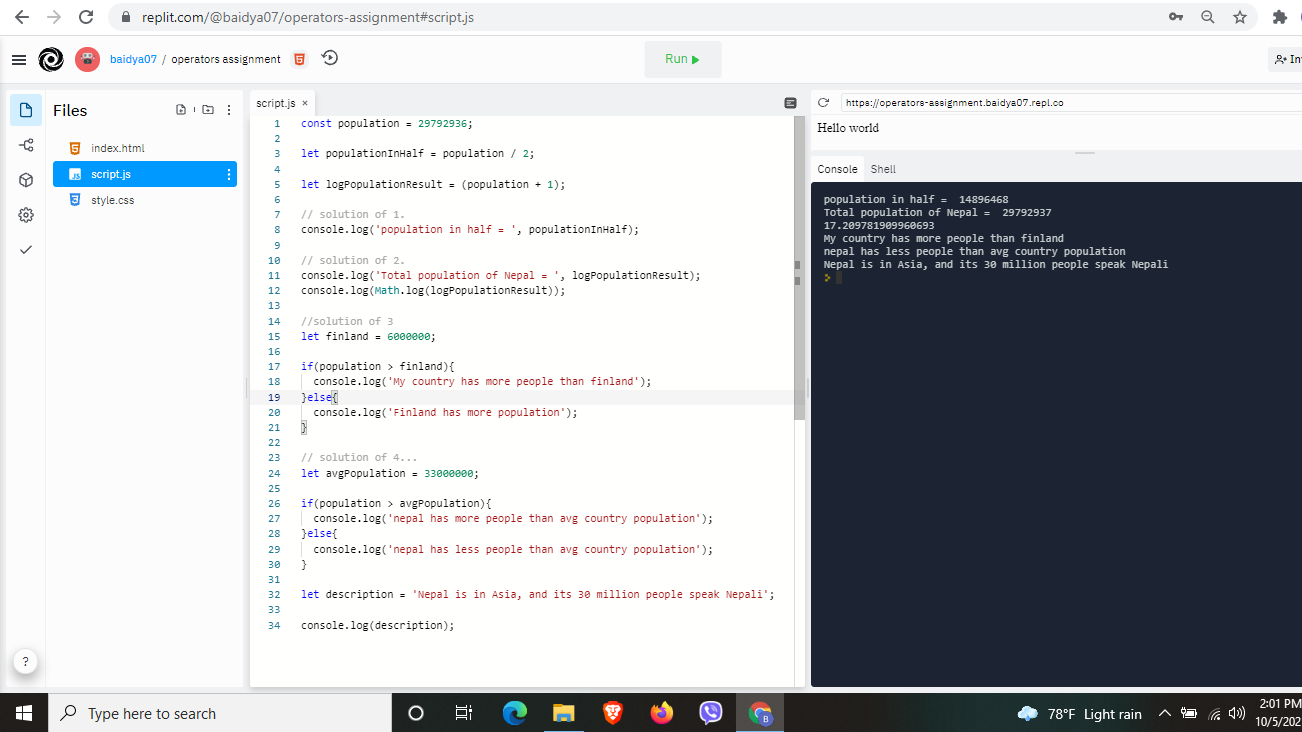 replit.com/@baidya07/operators-assignment#script.js
baidya07 / operators assignment
Run
Files
index.html
script.js
style.css
?
script.js ×
1 const population = 29792936;
2
3 let populationInHalf = population / 2;
4
5 let logPopulationResult = (population + 1);
6
7 // solution of 1.
8 console.log('population in half = ', populationInHalf);
9
10 // solution of 2.
11 console.log('Total population of Nepal = ', logPopulationResult);
12 console.log(Math.log(logPopulationResult));
13
14 //solution of 3
15 let finland = 6000000;
16
17 if(population > finland){
18 console.log('My country has more people than finland');
19 }else{
20 console.log('Finland has more population');
21 }
22
23 // solution of 4...
24 let avgPopulation = 33000000;
25
26 if(population > avgPopulation){
27 console.log('nepal has more people than avg country population');
28 }else{
29 console.log('nepal has less people than avg country population');
30 }
31
32 let description = 'Nepal is in Asia, and its 30 million people speak Nepali';
33
34 console.log(description);
In
https://operators-assignment.baidya07.repl.co
Hello world
Console Shell
population in half =  14896468
Total population of Nepal =  29792937
17.209781909960693
My country has more people than finland
nepal has less people than avg country population
Nepal is in Asia, and its 30 million people speak Nepali
>
Type here to search
B
78°F Light rain
2:01 PM
10/5/202